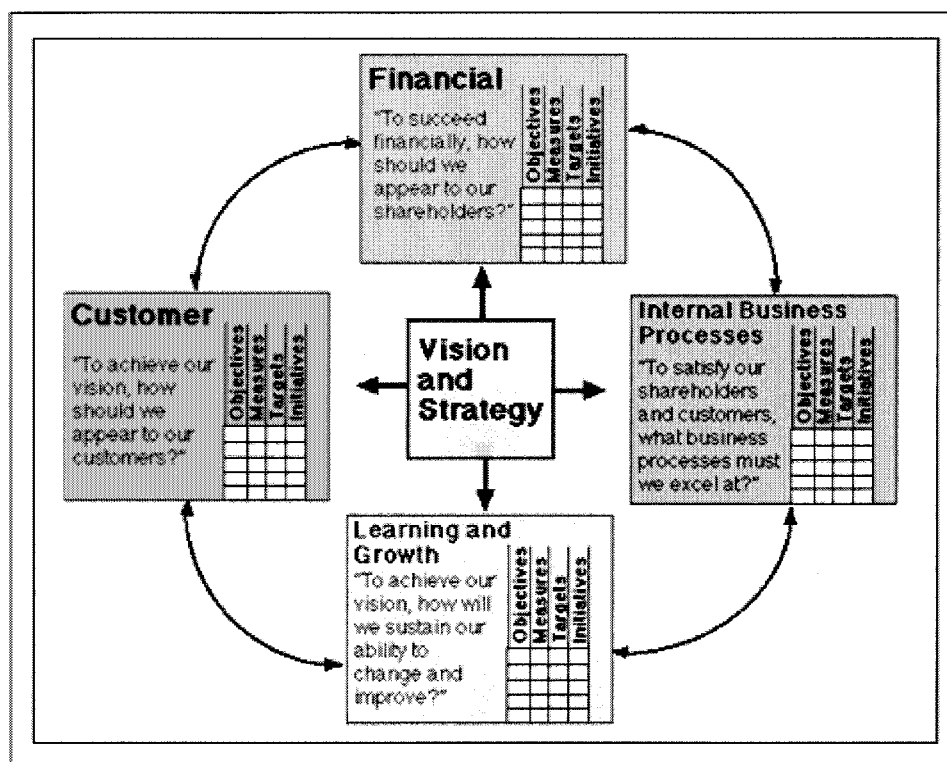 Financial
"To succeed
financially, how
should we
appear to our
shareholders?"
Objectives
Measures
Targets
Initiatives
Customer
"To achieve our
vision, how
should we
appear to our
customers?"
Objectives
Measures
Targets
Initiatives
Vision
and
Strategy
Internal Business
Processes
"To satisfy our
shareholders
and customers,
what business
processes must
we excel at?"
Objectives
Measures
Targets
Initiatives
Learning and
Growth
"To achieve our
vision, how will
we sustain our
ability to
change and
improve?"
Objectives
Measures
Targets
Initiatives